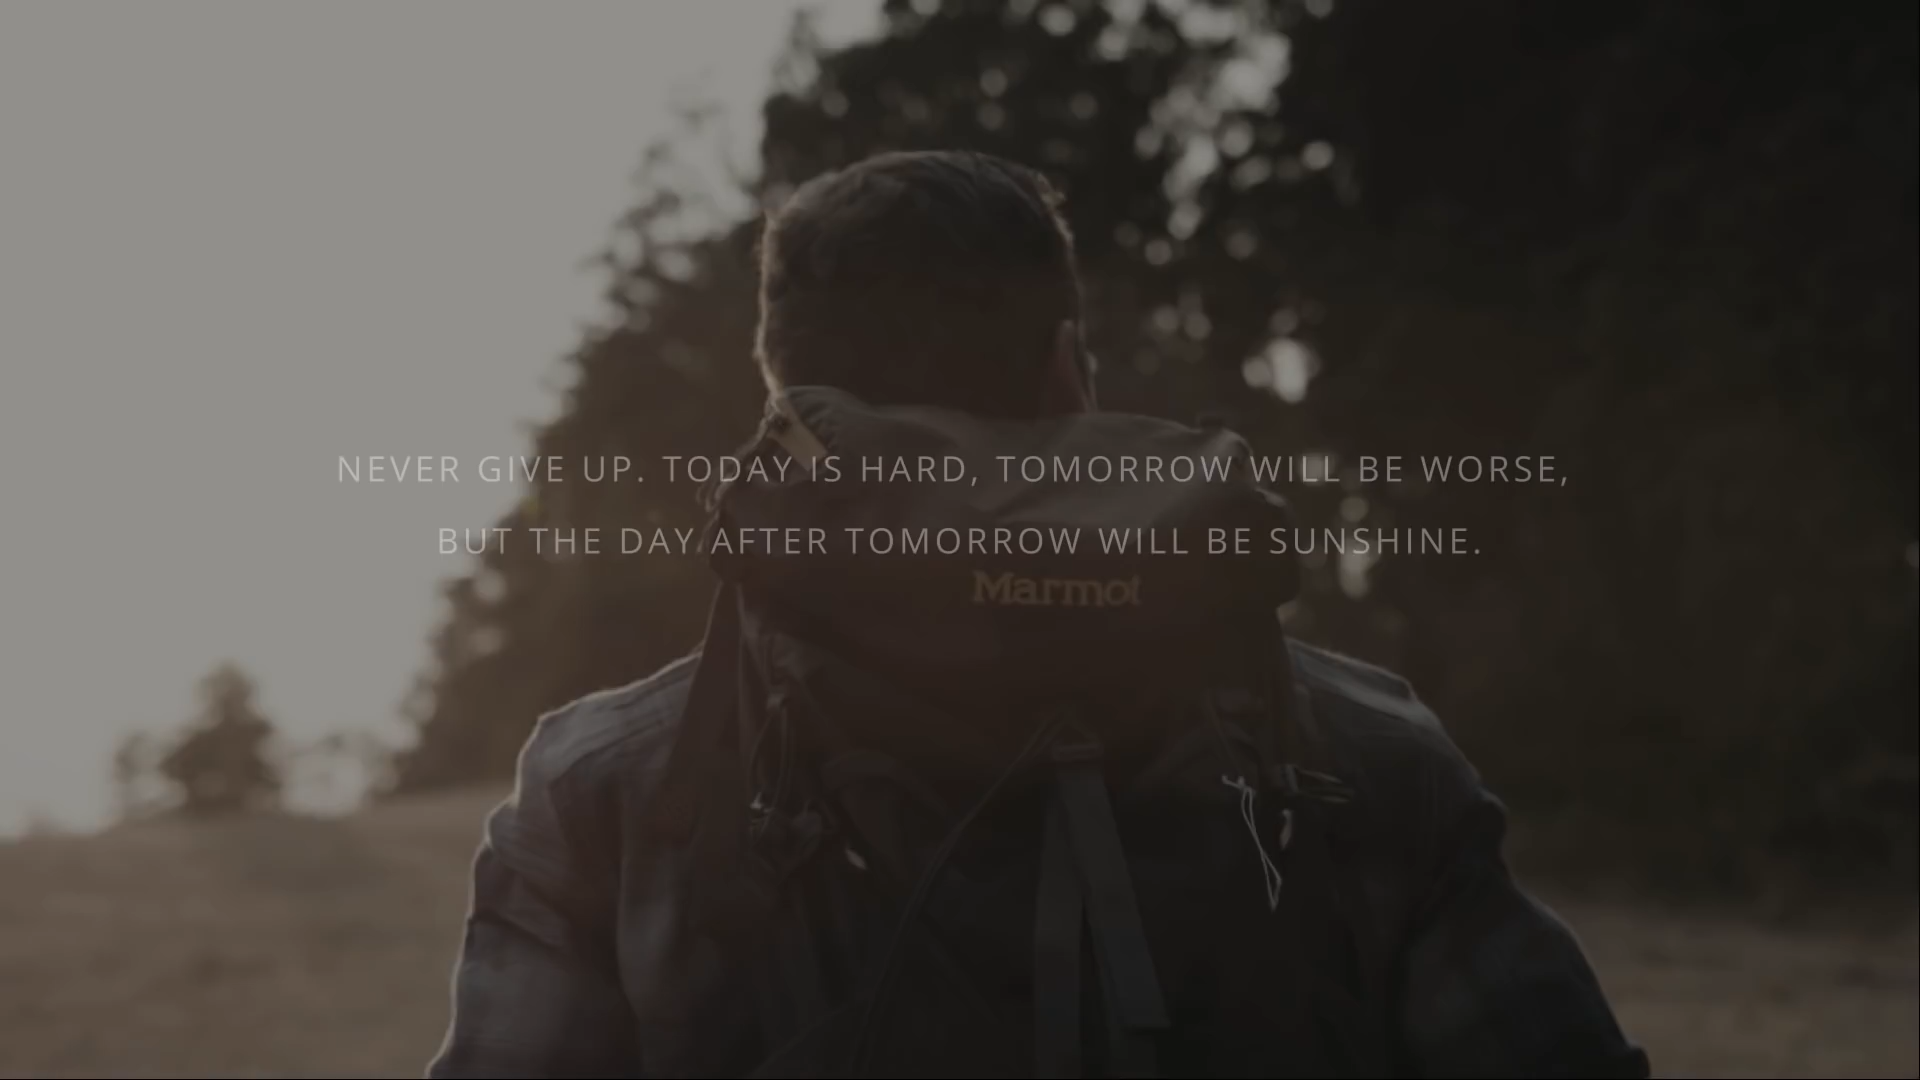 NEVER GIVE UP. TODAY IS HARD, TOMORROW WILL BE WORSE,
BUT THE DAY AFTER TOMORROW WILL BE SUNSHINE.
Marmot